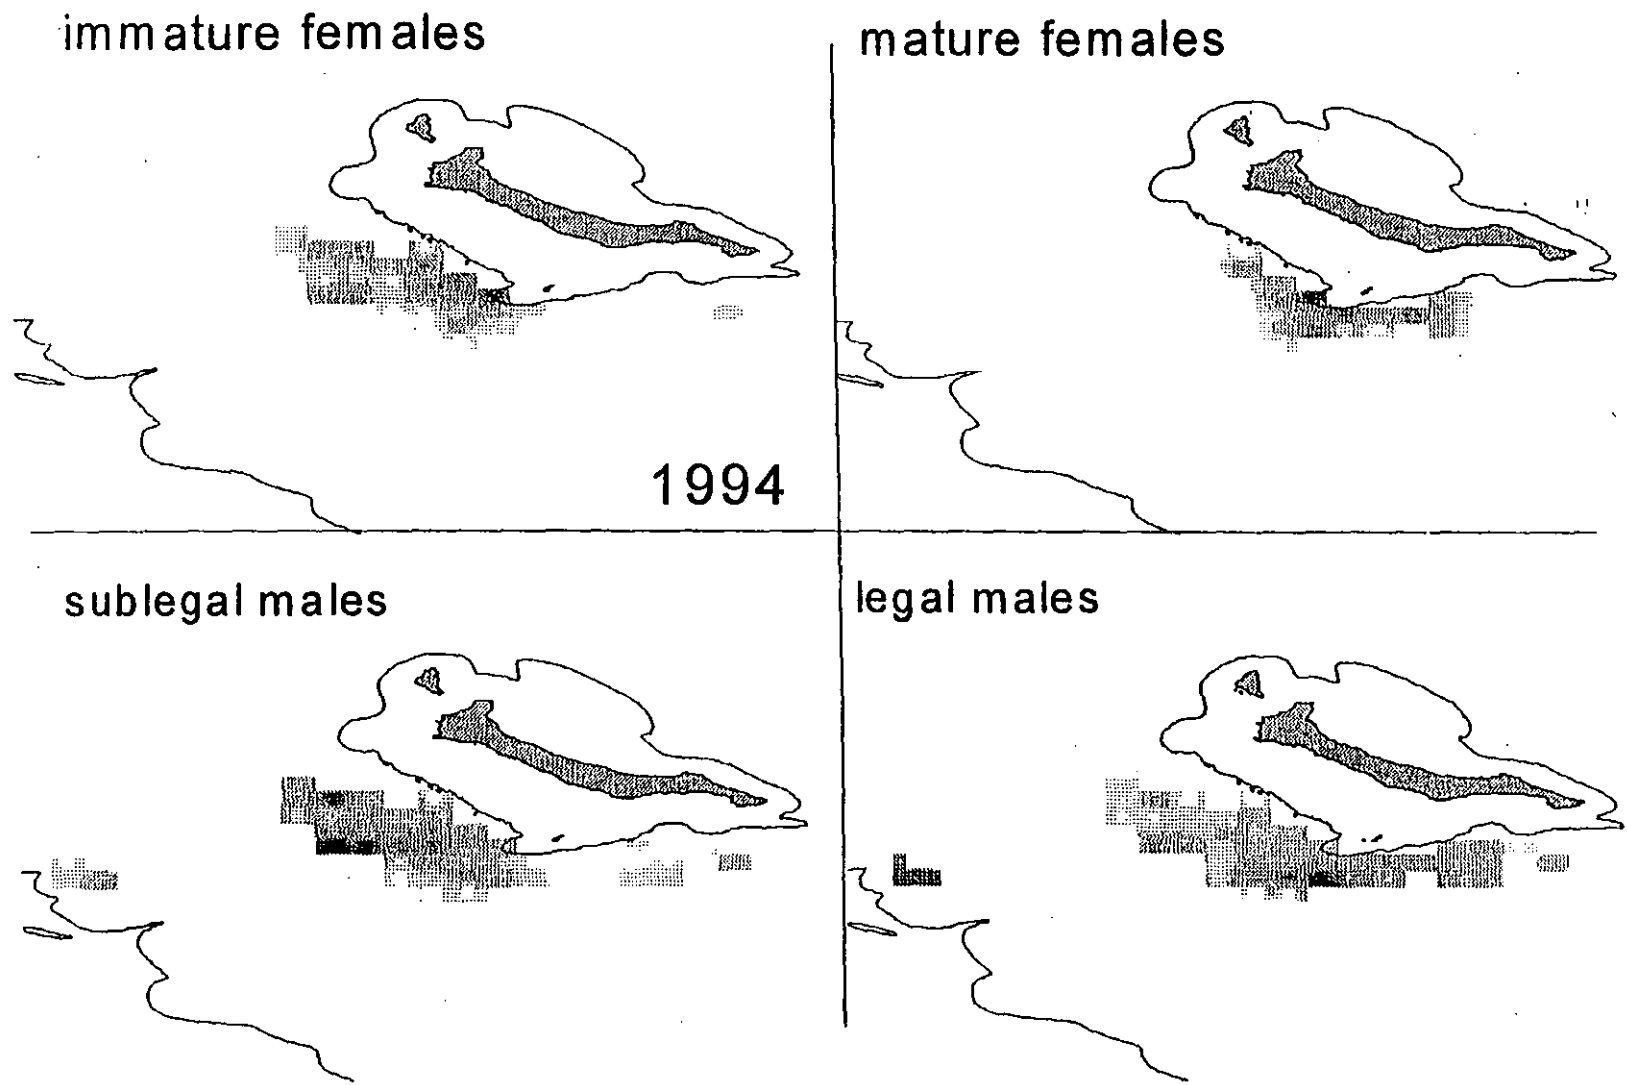 immature females
mature females
1994
sublegal males
legal males